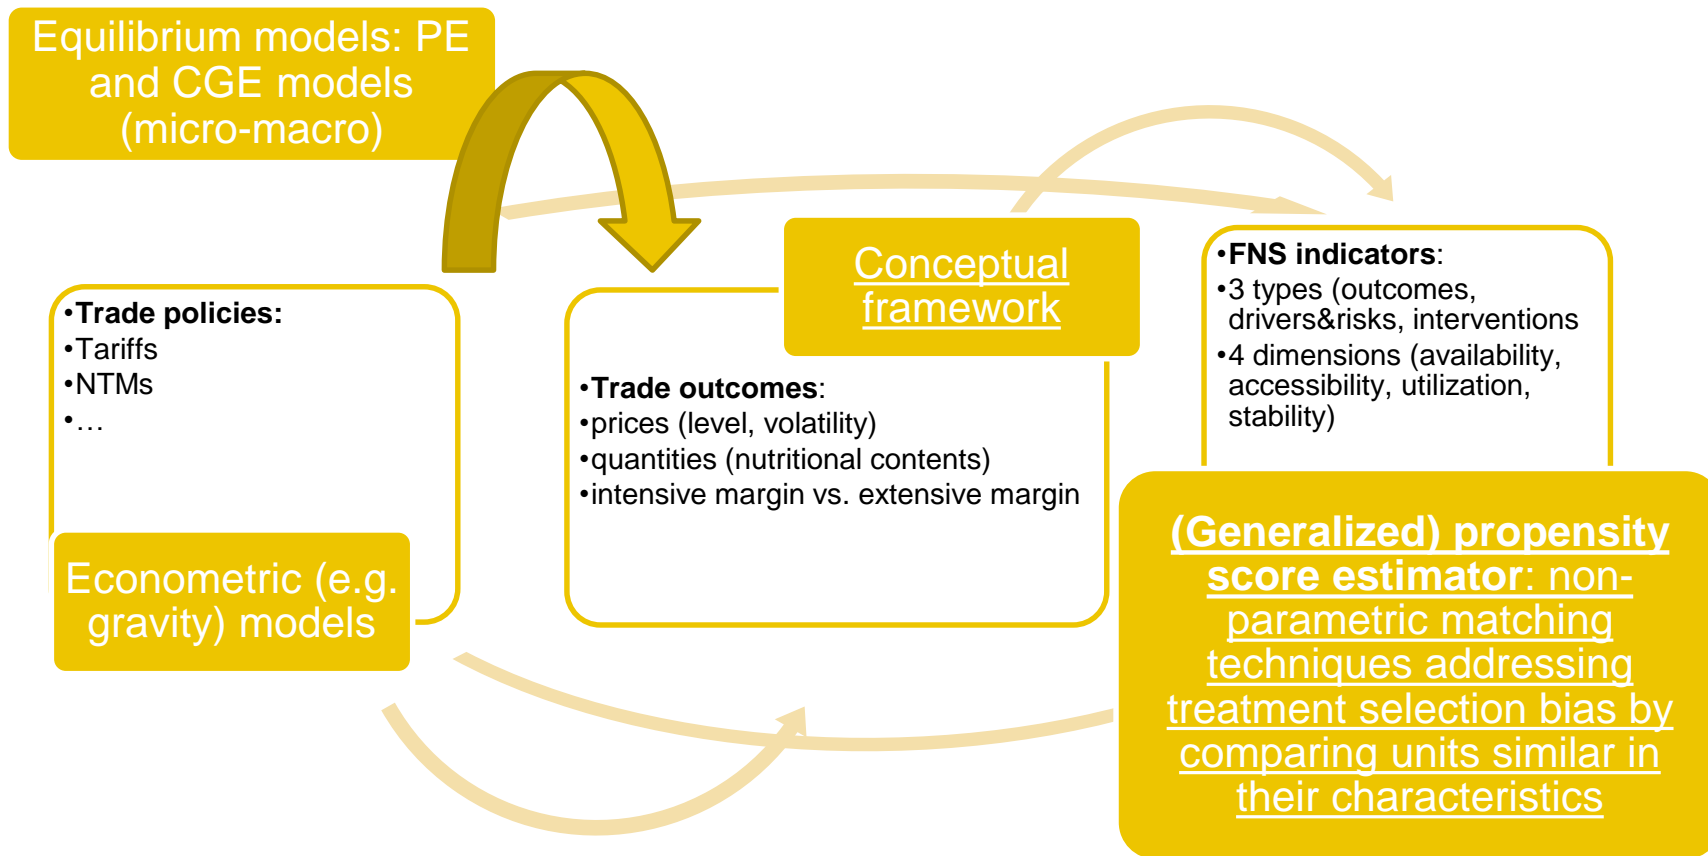 Equilibrium models: PE
and CGE models
(micro-macro)
•Trade policies:
•Tariffs
•NTMs
•…
Econometric (e.g.
gravity) models
Conceptual
framework
•Trade outcomes:
•prices (level, volatility)
•quantities (nutritional contents)
•intensive margin vs. extensive margin
•FNS indicators:
•3 types (outcomes,
drivers&risks, interventions
•4 dimensions (availability,
accessibility, utilization,
stability)
(Generalized) propensity
score estimator: non-
parametric matching
techniques addressing
treatment selection bias by
comparing units similar in
their characteristics